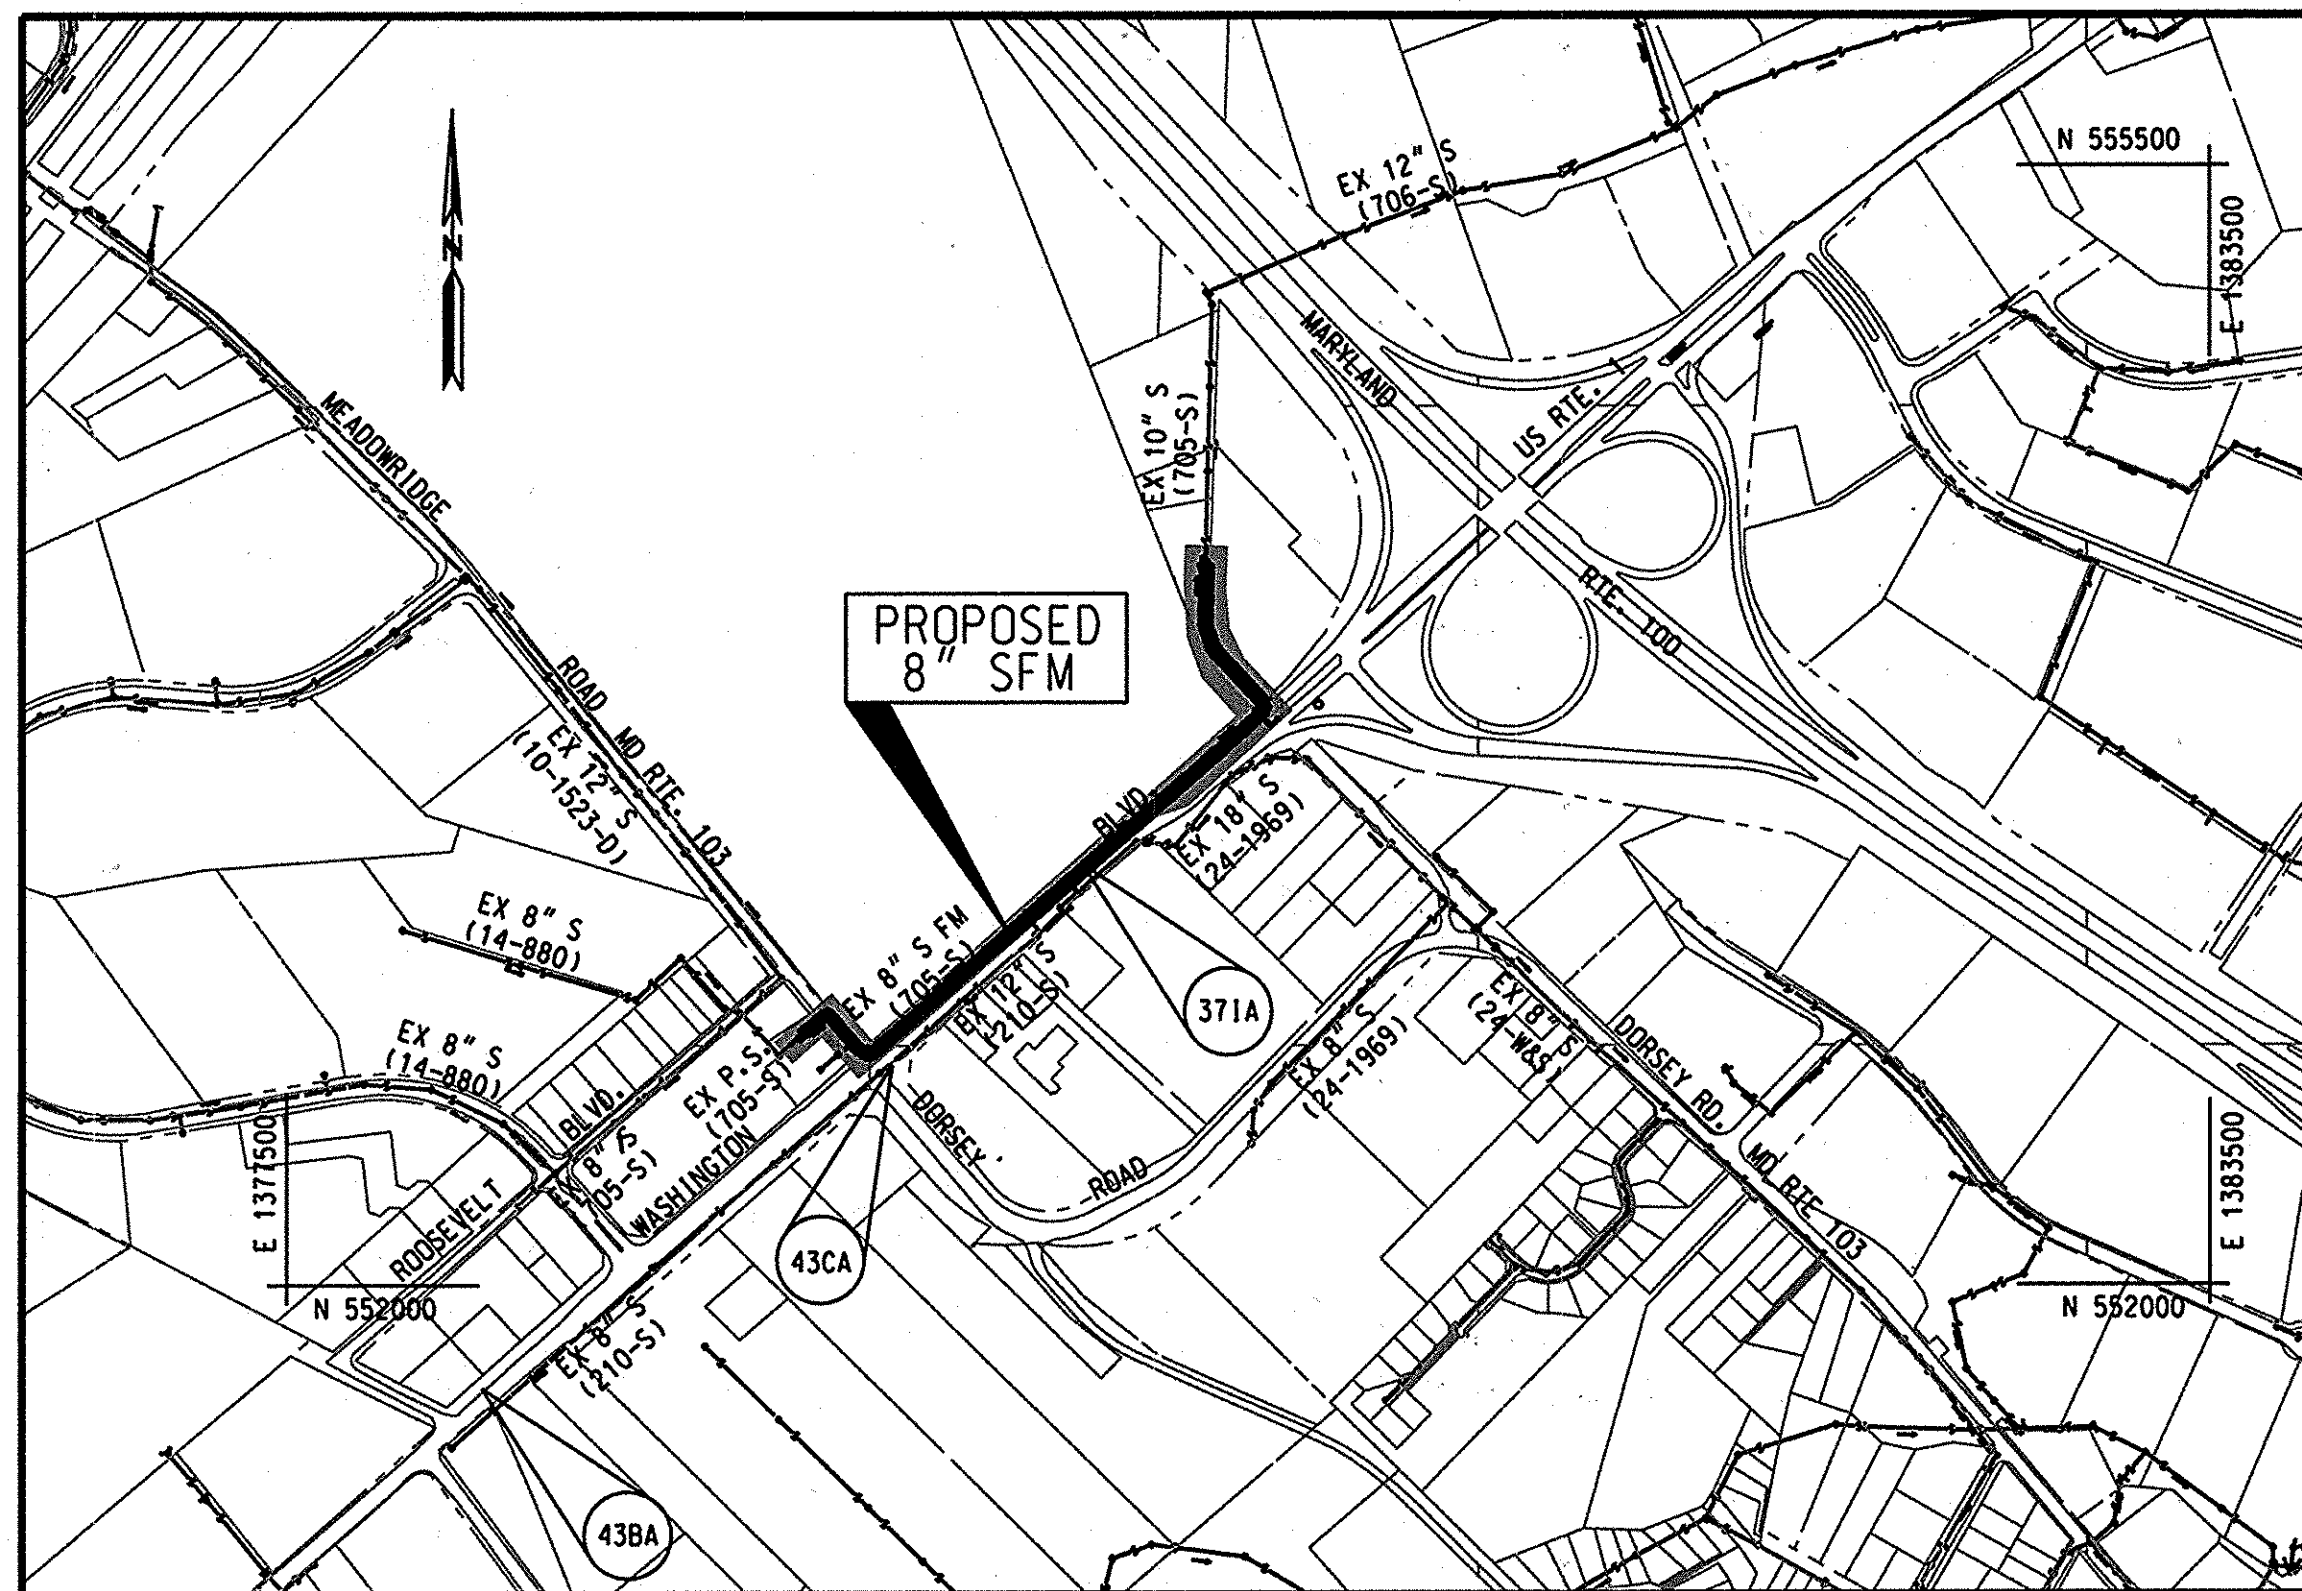 N 555500
E 1383500
EX 12" S
(706-S)
N
MARYLAND
US RTE.
EX 10" S
(705-S)
MEADOWRIDGE
RTE. 100
PROPOSED
8" SFM
ROAD MD RTE. 103
EX 12" S
(10-1523-D)
BLVD.
EX 18" S
(24-1969)
EX 8" S
(14-880)
EX 8" S FM
(705-S)
EX 12" S
(210-S)
371A
EX 8" S
(24-W&S)
DORSEY RD.
EX 8" S
(14-880)
EX P.S.
(705-S)
EX 8" S
(24-1969)
DORSEY
ROAD
BLVD.
EX 8" S
05-S)
WASHINGTON
ROOSEVELT
E 1377500
N 552000
43CA
MD RTE 103
E 1383500
N 552000
EX 8" S
(210-S)
43BA